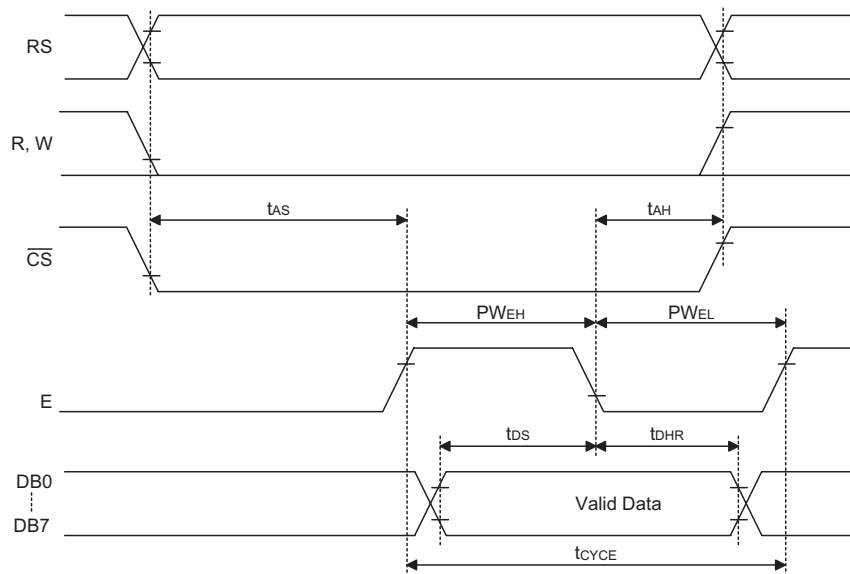 RS
R, W
tAS
tAH
CS
PWEH
PWEL
E
tDS
tDHR
DB0
Valid Data
DB7
tCYCE